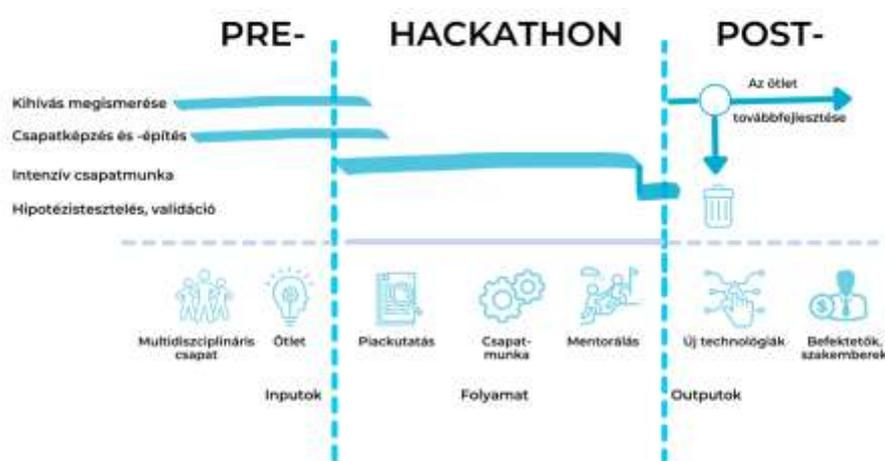 PRE- HACKATHON POST-
Kihívás megismerése
Az ötlet
továbbfejlesztése
Csapatképzés és -építés
Intenzív csapatmunka
Hipotézistesztelés, validáció
Multidiszciplináris
csapat
Ötlet
Piackutatás
Csapat-
munka
Mentorálás
Új technológiák
Befektetők,
szakemberek
Inputok
Folyamat
Outputok